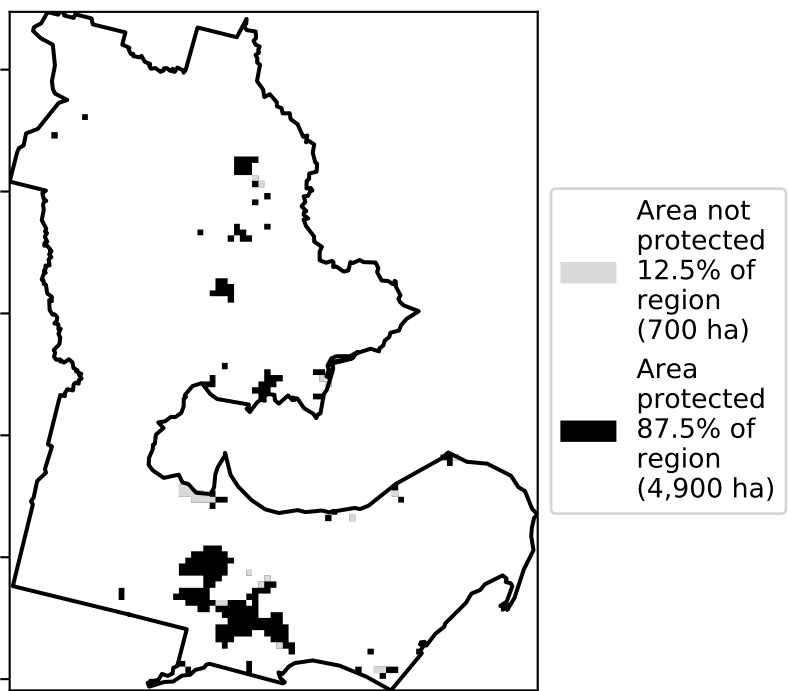 Area not
protected
12.5% of
region
(700 ha)
Area
protected
87.5% of
region
(4,900 ha)